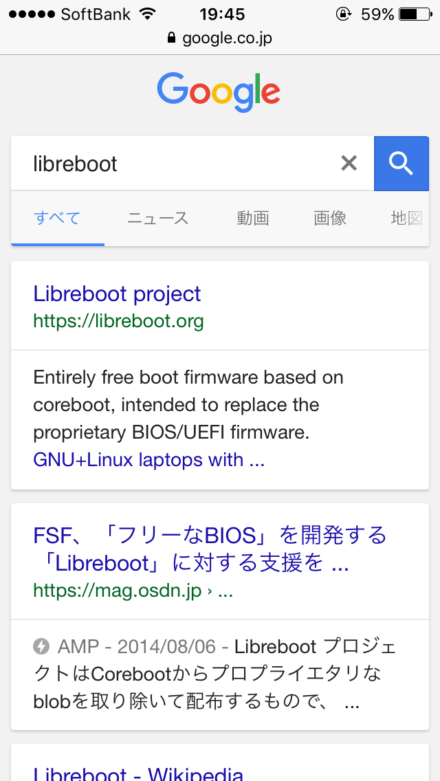 SoftBank 19:45 59%
google.co.jp
Google
libreboot
すべて ニュース 動画 画像 地図
Libreboot project
https://libreboot.org
Entirely free boot firmware based on
coreboot, intended to replace the
proprietary BIOS/UEFI firmware.
GNU+Linux laptops with ...
FSF、「フリーなBIOS」を開発する
「Libreboot」に対する支援を ...
https://mag.osdn.jp › ...
AMP - 2014/08/06 - Libreboot プロジェ
クトはCorebootからプロプライエタリな
blobを取り除いて配布するもので、 ...
Libreboot - Wikipedia